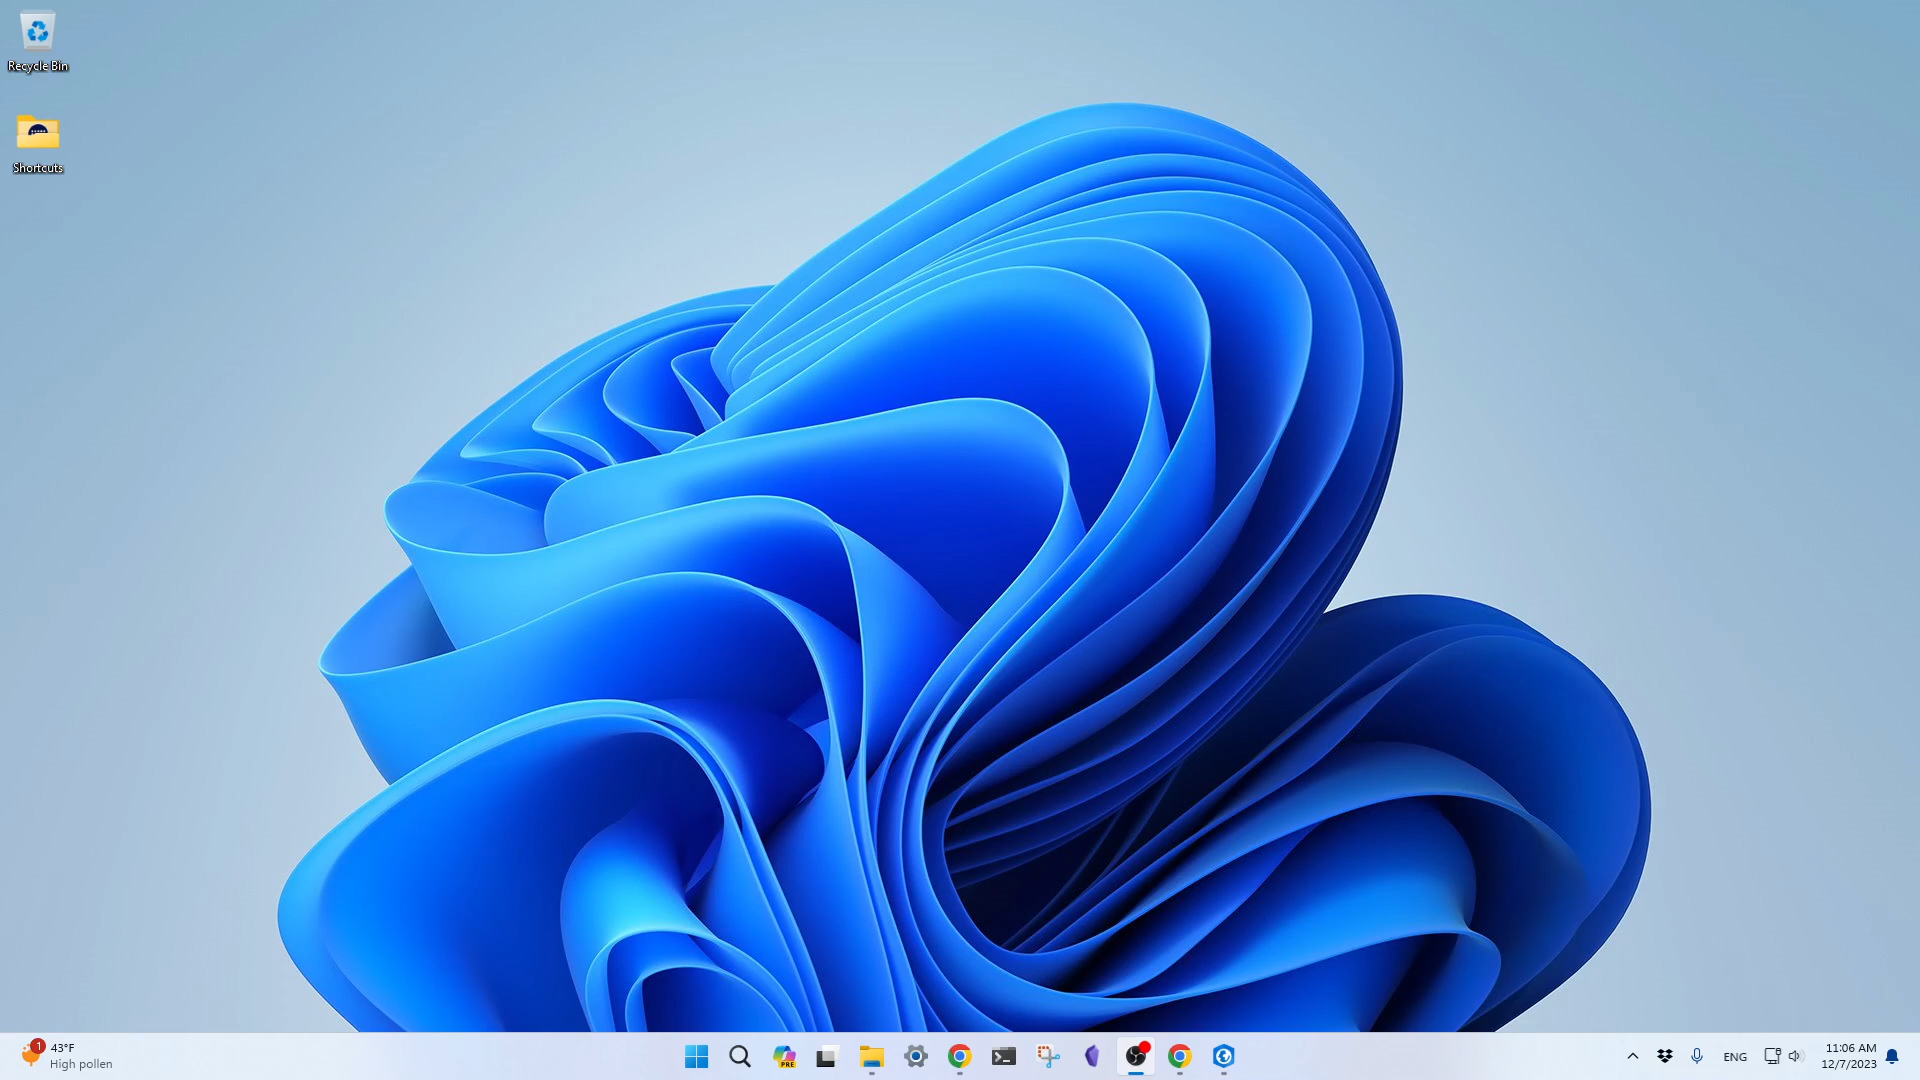 Recycle Bin
Shortcuts
1
43°F
High pollen
PRE
ENG
11:06 AM
12/7/2023